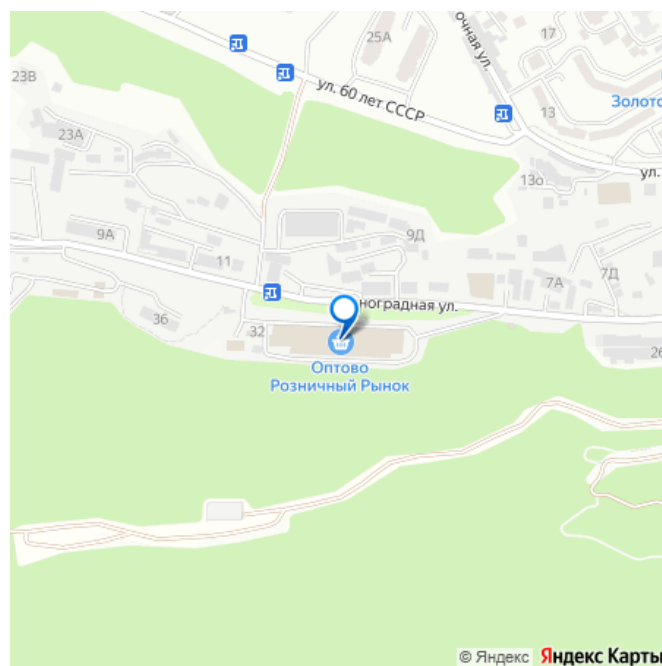 25А
17
очная ул.
23В
ул. 60 лет СССР
13
Золото
23А
13о
ул.
9А
11
9Д
7А
7Д
ноградная ул.
36
32
26
Оптово
Розничный Рынок
© Яндекс Яндекс Карты